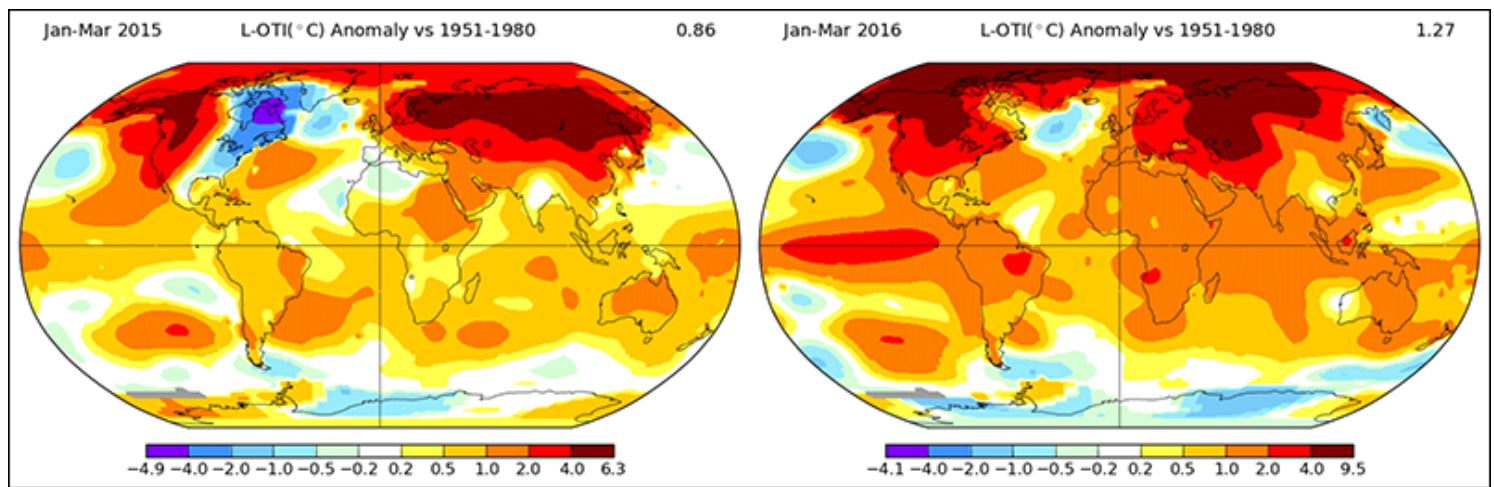 Jan-Mar 2015 L-OTI(°C) Anomaly vs 1951-1980 0.86
−4.9 −4.0 −2.0 −1.0 −0.5 −0.2 0.2 0.5 1.0 2.0 4.0 6.3
Jan-Mar 2016 L-OTI(°C) Anomaly vs 1951-1980 1.27
−4.1 −4.0 −2.0 −1.0 −0.5 −0.2 0.2 0.5 1.0 2.0 4.0 9.5